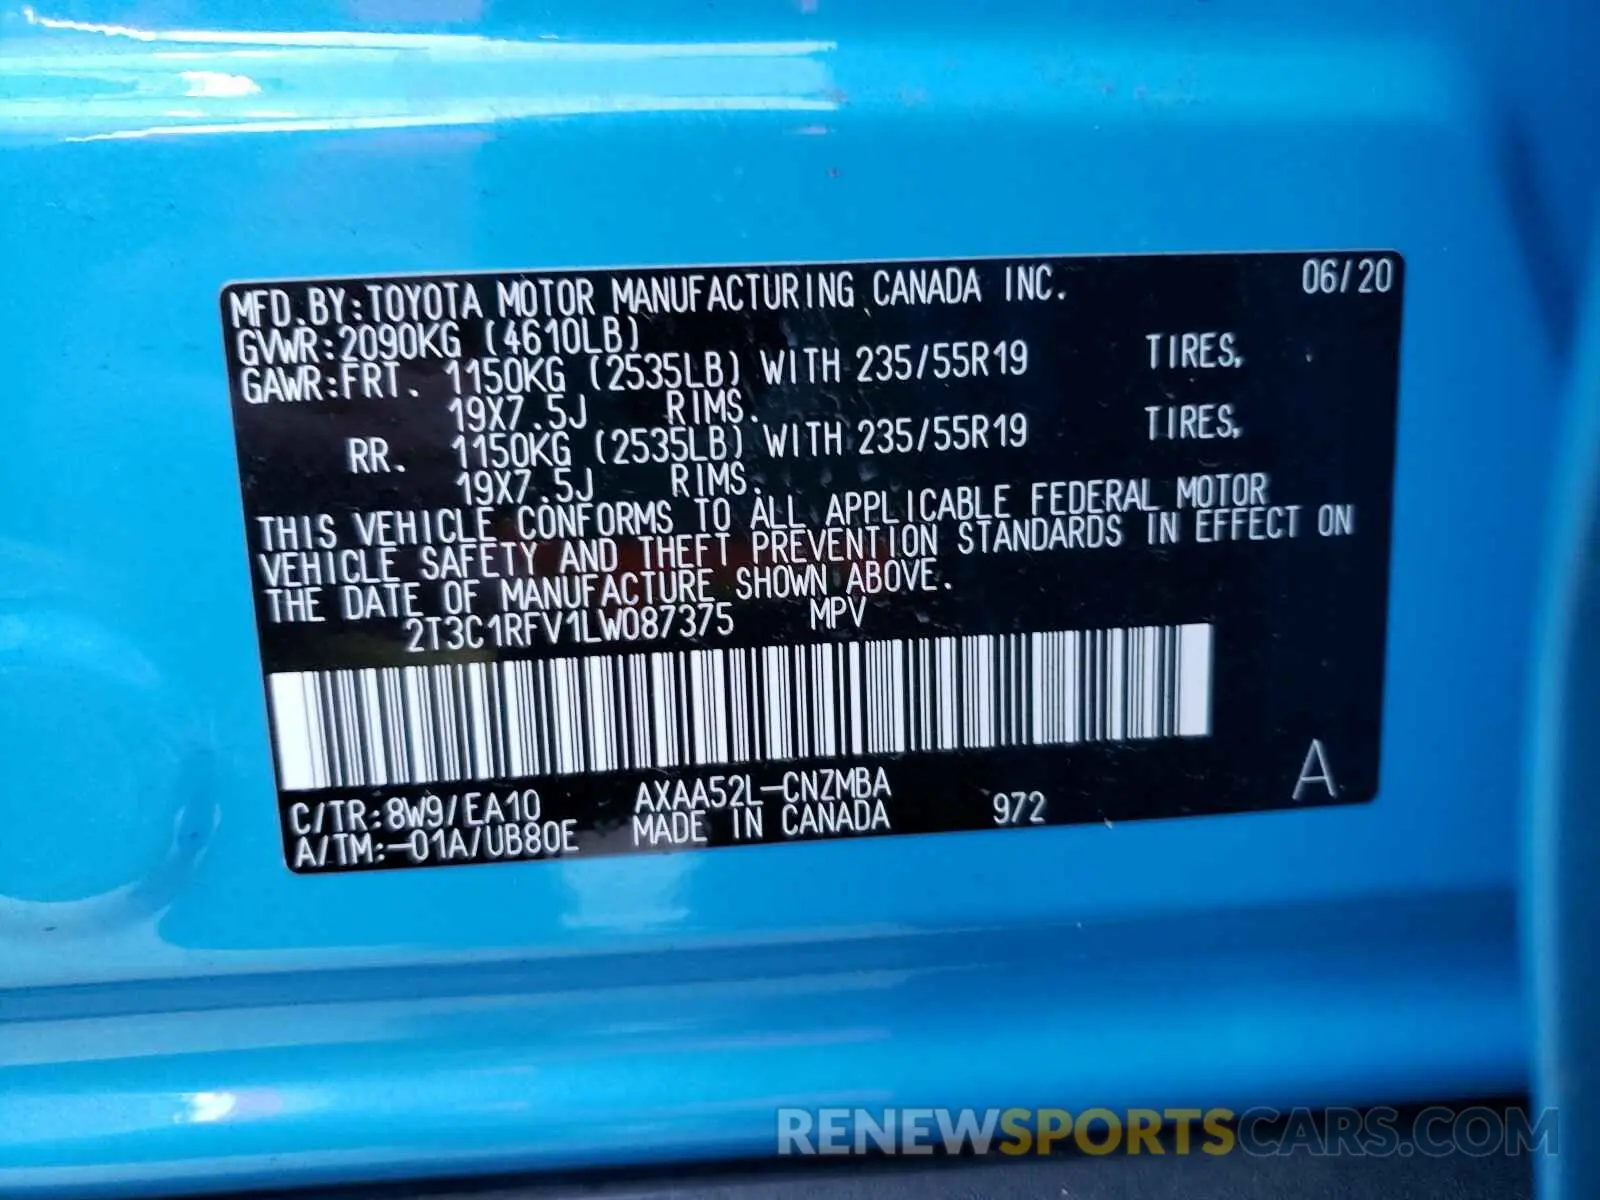 MFD.BY:TOYOTA MOTOR MANUFACTURING CANADA INC. 06/20
GVWR:2090KG (4610LB)
GAWR:FRT. 1150KG (2535LB) WITH 235/55R19 TIRES,
19X7.5J RIMS.
RR. 1150KG (2535LB) WITH 235/55R19 TIRES,
19X7.5J RIMS.
THIS VEHICLE CONFORMS TO ALL APPLICABLE FEDERAL MOTOR
VEHICLE SAFETY AND THEFT PREVENTION STANDARDS IN EFFECT ON
THE DATE OF MANUFACTURE SHOWN ABOVE.
2T3C1RFV1LW087375 MPV
C/TR:8W9/EA10 AXAA52L-CNZMBA 972 A
A/TM:-01A/UB80E MADE IN CANADA
RENEWSPORTSCARS.COM